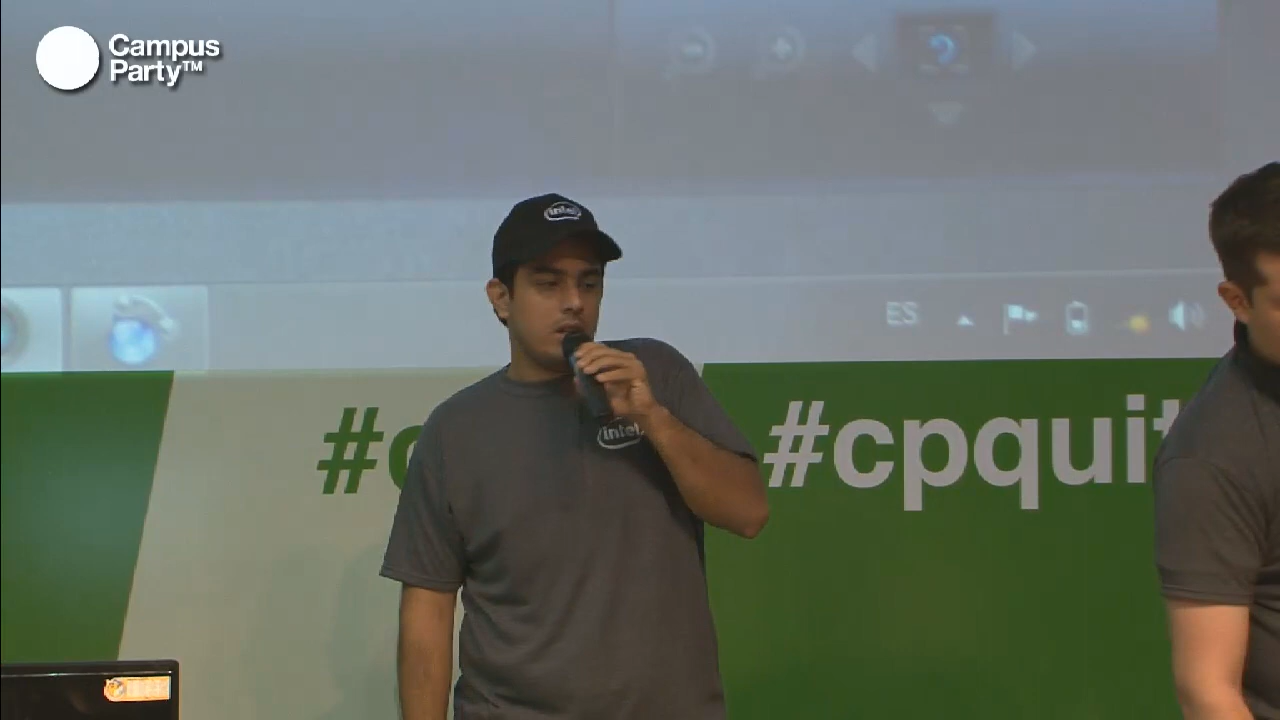 Campus
Party™
intel
ES
#c
#cpquit
intel